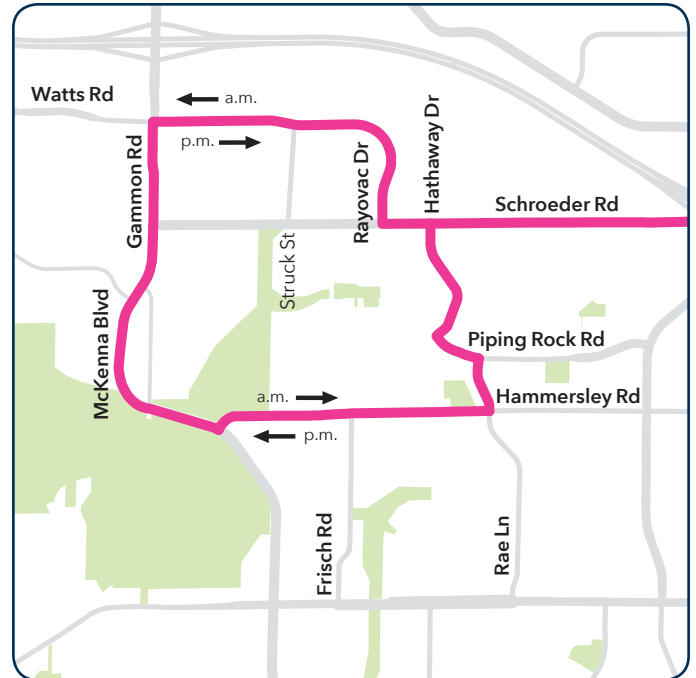 Watts Rd
a.m.
p.m.
Gammon Rd
Rayovac Dr
Hathaway Dr
Schroeder Rd
Struck St
McKenna Blvd
Piping Rock Rd
a.m.
Hammersley Rd
p.m.
Frisch Rd
Rae Ln